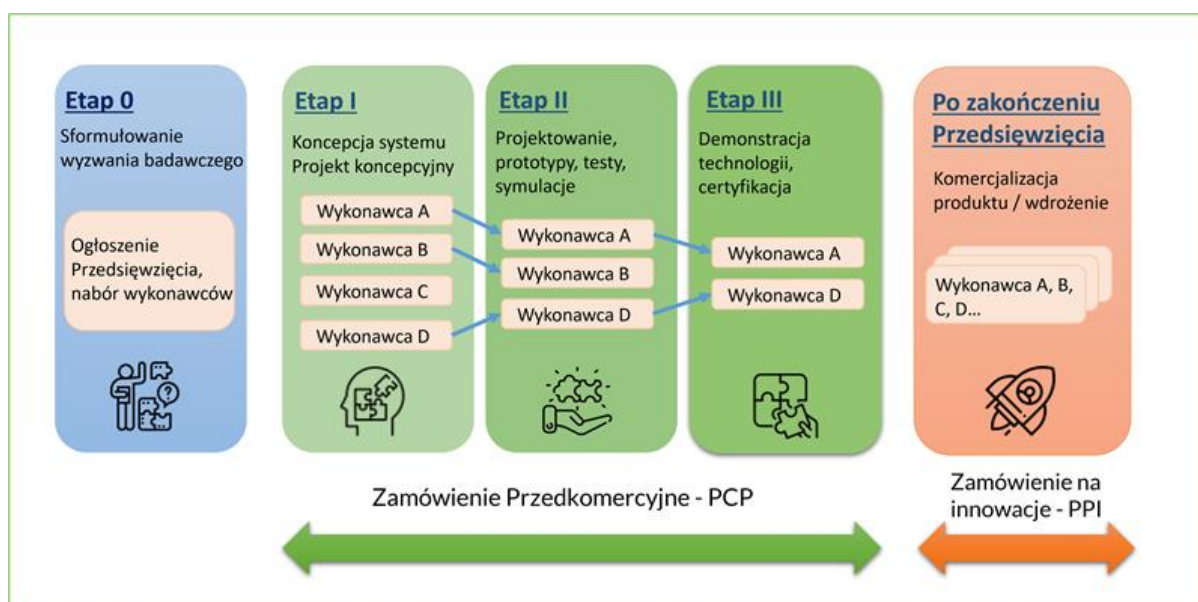 Etap 0
Sformułowanie
wyzwania badawczego
Ogłoszenie
Przedsięwzięcia,
nabór wykonawców
Etap I
Koncepcja systemu
Projekt koncepcyjny
Wykonawca A
Wykonawca B
Wykonawca C
Wykonawca D
Etap II
Projektowanie,
prototypy, testy,
symulacje
Wykonawca A
Wykonawca B
Wykonawca D
Etap III
Demonstracja
technologii,
certyfikacja
Wykonawca A
Wykonawca D
Po zakończeniu
Przedsięwzięcia
Komercjalizacja
produktu / wdrożenie
Wykonawca A, B,
C, D...
Zamówienie Przedkomercyjne - PCP
Zamówienie na
innowacje - PPI